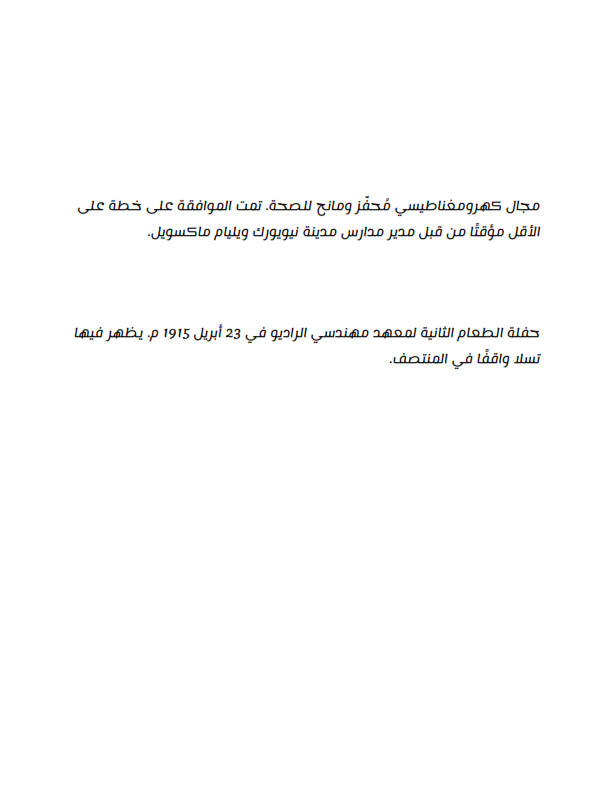 مجال كهرومغناطيسي مُحفّز ومانح للصحة. تمت الموافقة على خطة على
الأقل مؤقتًا من قبل مدير مدارس مدينة نيويورك ويليام ماكسويل.
حفلة الطعام الثانية لمعهد مهندسي الراديو في 23 أبريل 1915 م. يظهر فيها
تسلا واقفًا في المنتصف.